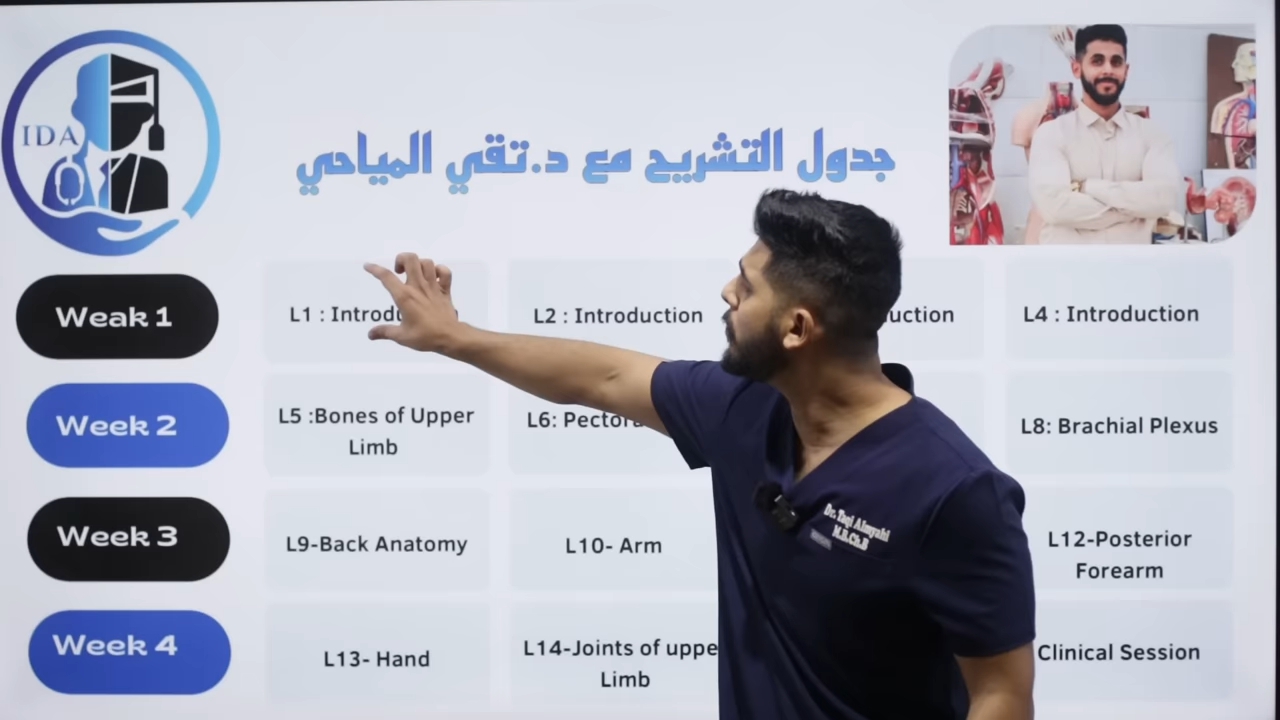 IDA
جدول التشريح مع د.تقي المياحي
Weak 1
L1 : Introd
L2 : Introduction
uction
L4 : Introduction
Week 2
L5 :Bones of Upper
Limb
L6: Pectora
L8: Brachial Plexus
Week 3
L9-Back Anatomy
L10- Arm
L12-Posterior
Forearm
Week 4
L13- Hand
L14-Joints of uppe
Limb
Clinical Session
Dr. Taqi Almyahi
M.B.Ch.B